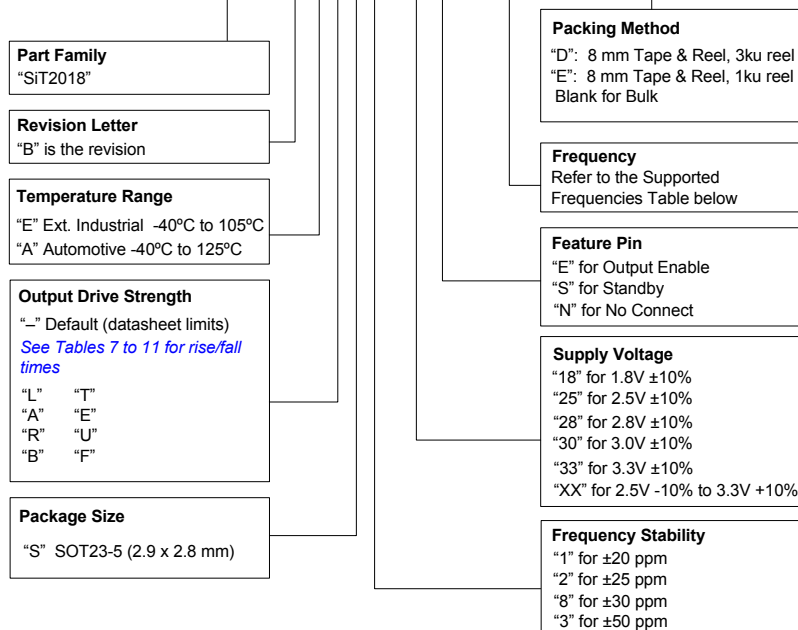 Part Family
“SiT2018”
Revision Letter
“B” is the revision
Temperature Range
“E” Ext. Industrial -40ºC to 105ºC
“A” Automotive -40ºC to 125ºC
Output Drive Strength
“–” Default (datasheet limits)
See Tables 7 to 11 for rise/fall
times
“L” “T”
“A” “E”
“R” “U”
“B” “F”
Package Size
“S” SOT23-5 (2.9 x 2.8 mm)
Packing Method
“D”: 8 mm Tape & Reel, 3ku reel
“E”: 8 mm Tape & Reel, 1ku reel
Blank for Bulk
Frequency
Refer to the Supported
Frequencies Table below
Feature Pin
“E” for Output Enable
“S” for Standby
“N” for No Connect
Supply Voltage
“18” for 1.8V ±10%
“25” for 2.5V ±10%
“28” for 2.8V ±10%
“30” for 3.0V ±10%
“33” for 3.3V ±10%
“XX” for 2.5V -10% to 3.3V +10%
Frequency Stability
“1” for ±20 ppm
“2” for ±25 ppm
“8” for ±30 ppm
“3” for ±50 ppm